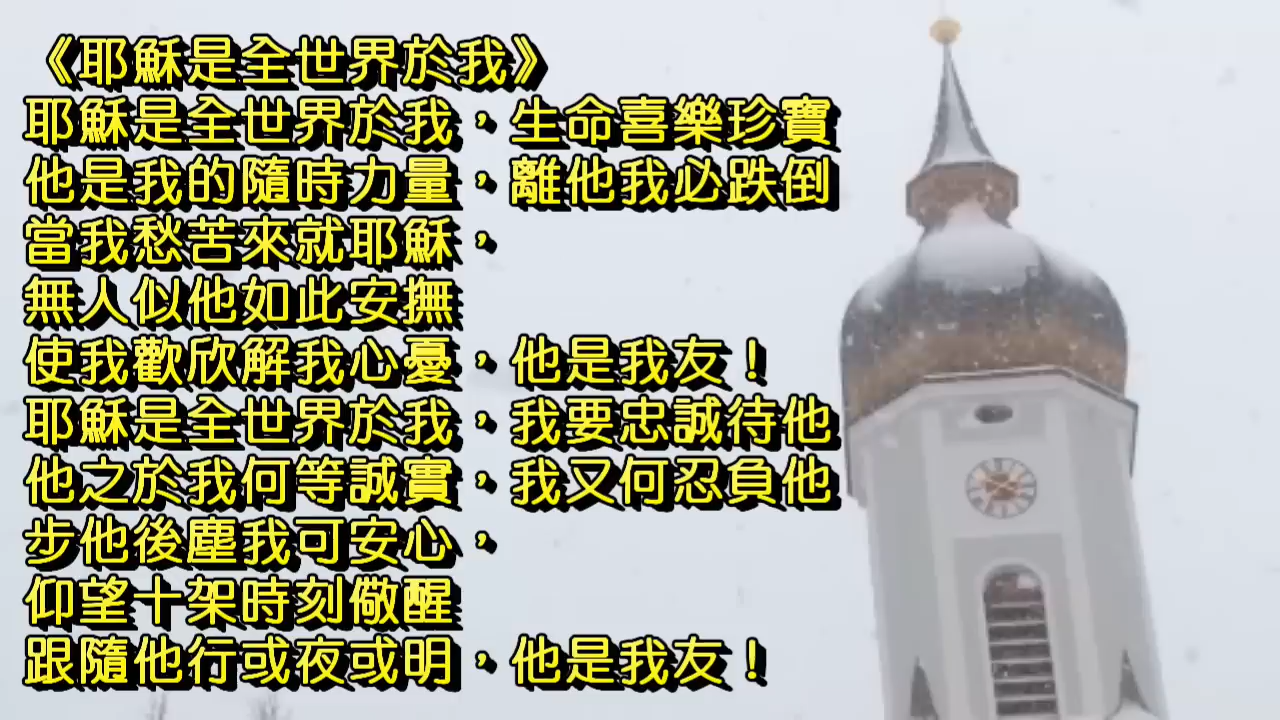 《耶穌是全世界於我》
耶穌是全世界於我，生命喜樂珍寶
他是我的隨時力量，離他我必跌倒
當我愁苦來就耶穌，
無人似他如此安撫
使我歡欣解我心憂，他是我友！
耶穌是全世界於我，我要忠誠待他
他之於我何等誠實，我又何忍負他
步他後塵我可安心，
仰望十架時刻儆醒
跟隨他行或夜或明，他是我友！